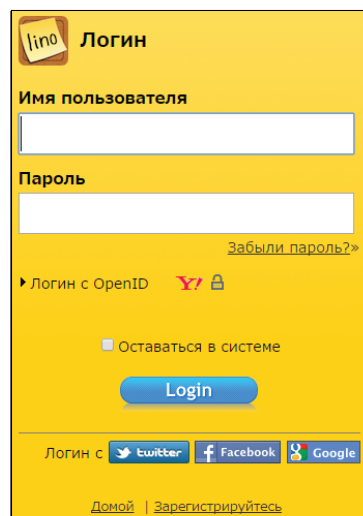 lino Логин
Имя пользователя
Пароль
Забыли пароль?»
Логин с OpenID Y!
Оставаться в системе
Login
Логин с twitter f Facebook g Google
Домой | Зарегистрируйтесь